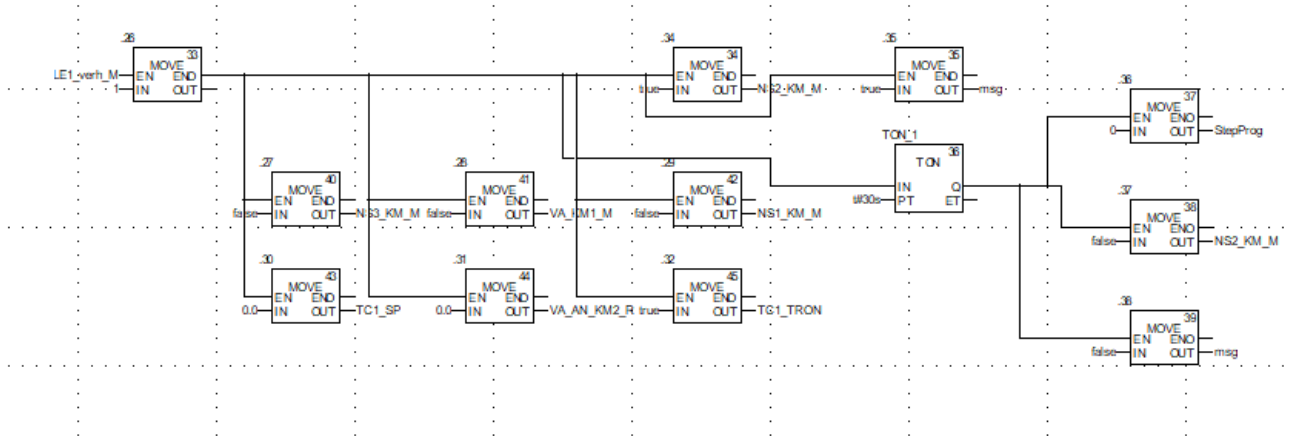 .26 .34 .35
33 34 35
MOVE MOVE MOVE
LE1_verh_M EN END EN END EN END
1 IN OUT true IN OUT NS2_KM_M true IN OUT msg
.36
37
MOVE
EN ENO
0 IN OUT StepProg
TON_1
36
TON
IN Q
t#30s PT ET
.27 .28 .29
40 41 42
MOVE MOVE MOVE
EN END EN END EN END
false IN OUT NS3_KM_M false IN OUT VA_KM1_M false IN OUT NS1_KM_M
.37
38
MOVE
EN ENO
false IN OUT NS2_KM_M
.30 .31 .32
43 44 45
MOVE MOVE MOVE
EN END EN END EN END
0.0 IN OUT TC1_SP 0.0 IN OUT VA_AN_KM2_R true IN OUT TC1_TRON
.38
39
MOVE
EN ENO
false IN OUT msg